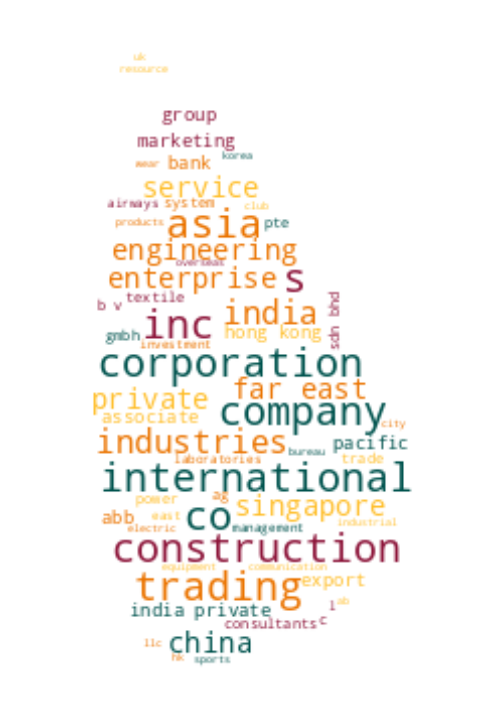 uk
resource
group
marketing
korea
wear bank
service
airways system club
products asia pte
engineering
overseas
enterprise s
textile
b v india sdn bhd
inc
gmbh hong kong
investment
corporation
far east
private company
associate city
industries pacific
bureau
laboratories trade
international
ag
power singapore
abb east co industrial
electric management
construction
equipment communication
trading export
ab
india private l
consultants c
llc china
hk sports